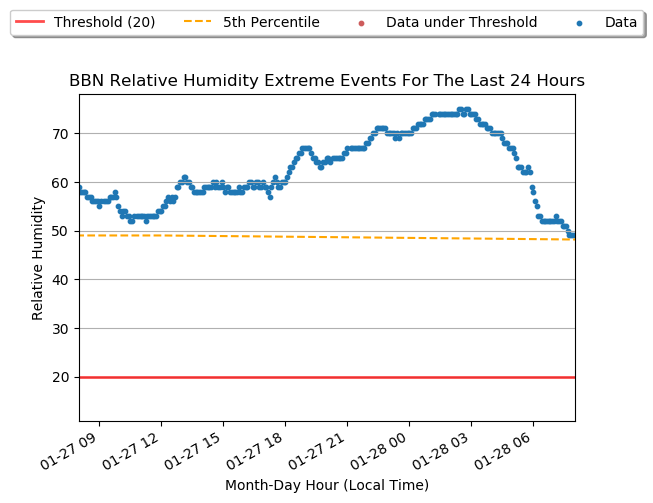 Threshold (20) 5th Percentile Data under Threshold Data
BBN Relative Humidity Extreme Events For The Last 24 Hours
70
60
50
40
30
20
Relative Humidity
01-27 09 01-27 12 01-27 15 01-27 18 01-27 21 01-28 00 01-28 03 01-28 06
Month-Day Hour (Local Time)